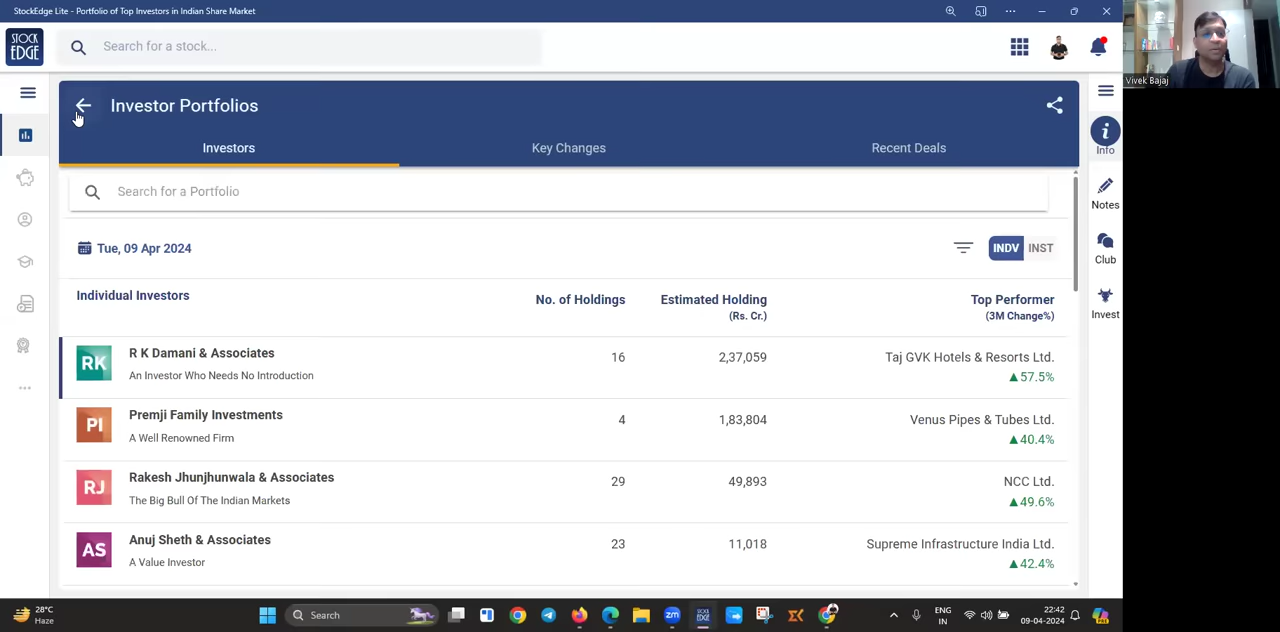 StockEdge Lite - Portfolio of Top Investors in Indian Share Market
STOCK
EDGE
Search for a stock...
Vivek Bajaj
Investor Portfolios
Investors
Key Changes
Recent Deals
Search for a Portfolio
Tue, 09 Apr 2024
INDV INST
Individual Investors
No. of Holdings
Estimated Holding
(Rs. Cr.)
Top Performer
(3M Change%)
RK
R K Damani & Associates
An Investor Who Needs No Introduction
16
2,37,059
Taj GVK Hotels & Resorts Ltd.
▲57.5%
PI
Premji Family Investments
A Well Renowned Firm
4
1,83,804
Venus Pipes & Tubes Ltd.
▲40.4%
RJ
Rakesh Jhunjhunwala & Associates
The Big Bull Of The Indian Markets
29
49,893
NCC Ltd.
▲49.6%
AS
Anuj Sheth & Associates
A Value Investor
23
11,018
Supreme Infrastructure India Ltd.
▲42.4%
i
Info
Notes
Club
Invest
28°C
Haze
Search
zm
STOCK
EDGE
ENG
IN
22:42
09-04-2024